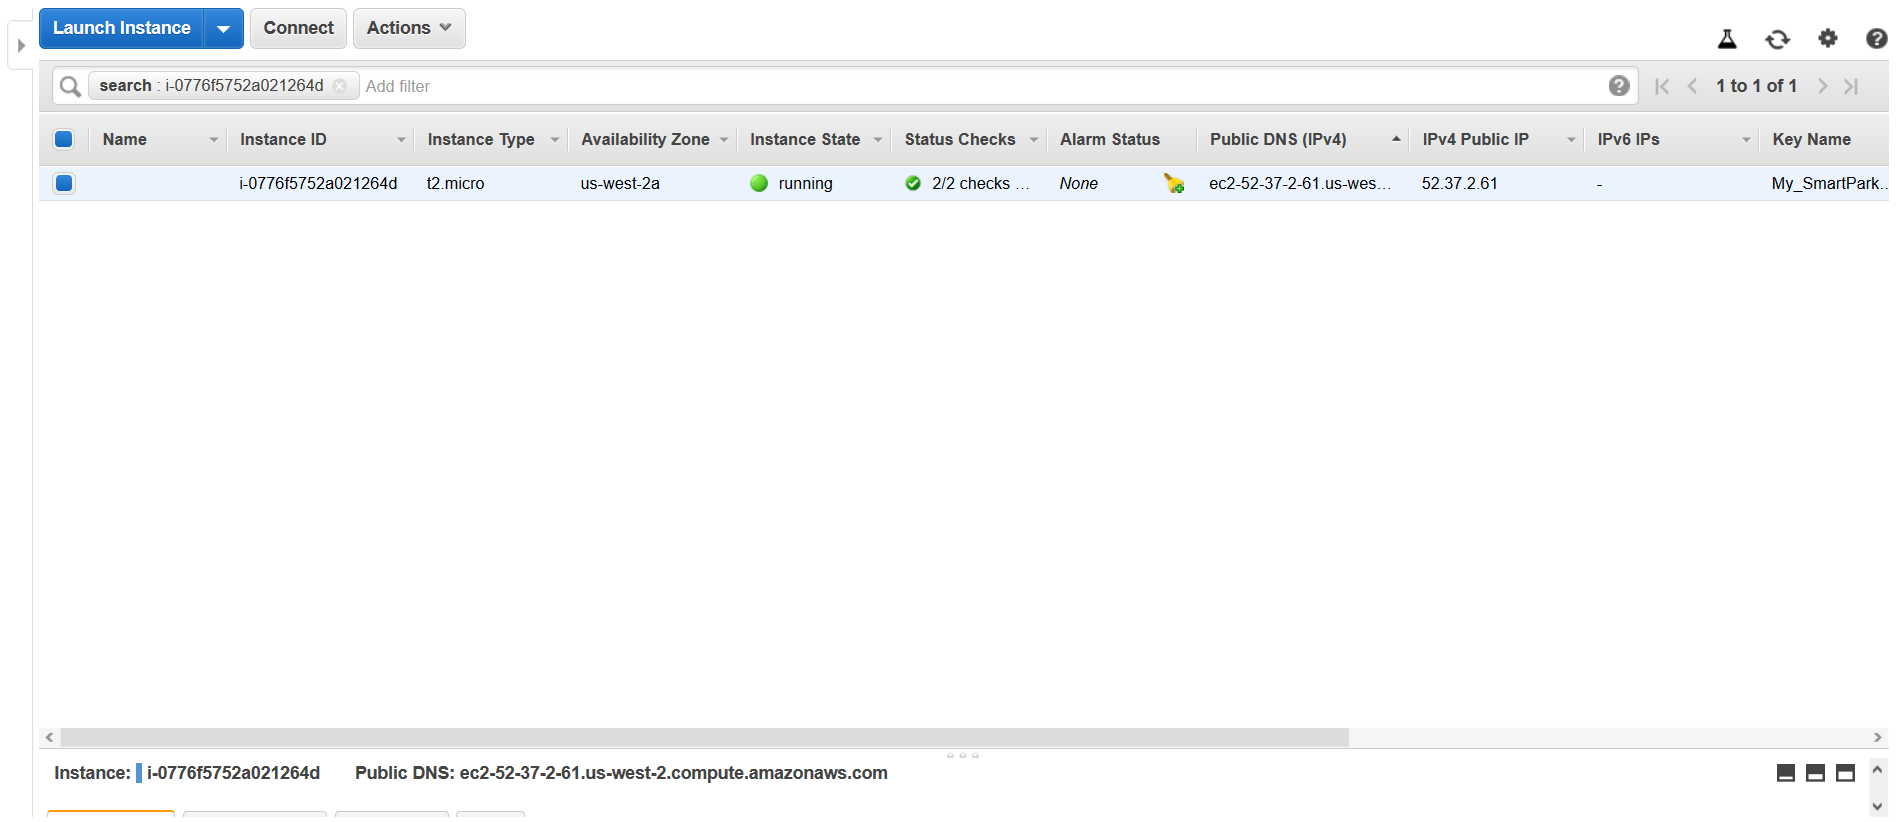 Launch Instance Connect Actions
search : i-0776f5752a021264d Add filter 1 to 1 of 1
Name Instance ID Instance Type Availability Zone Instance State Status Checks Alarm Status Public DNS (IPv4) IPv4 Public IP IPv6 IPs Key Name
i-0776f5752a021264d t2.micro us-west-2a running 2/2 checks ... None ec2-52-37-2-61.us-wes... 52.37.2.61 - My_SmartPark...
Instance: i-0776f5752a021264d Public DNS: ec2-52-37-2-61.us-west-2.compute.amazonaws.com